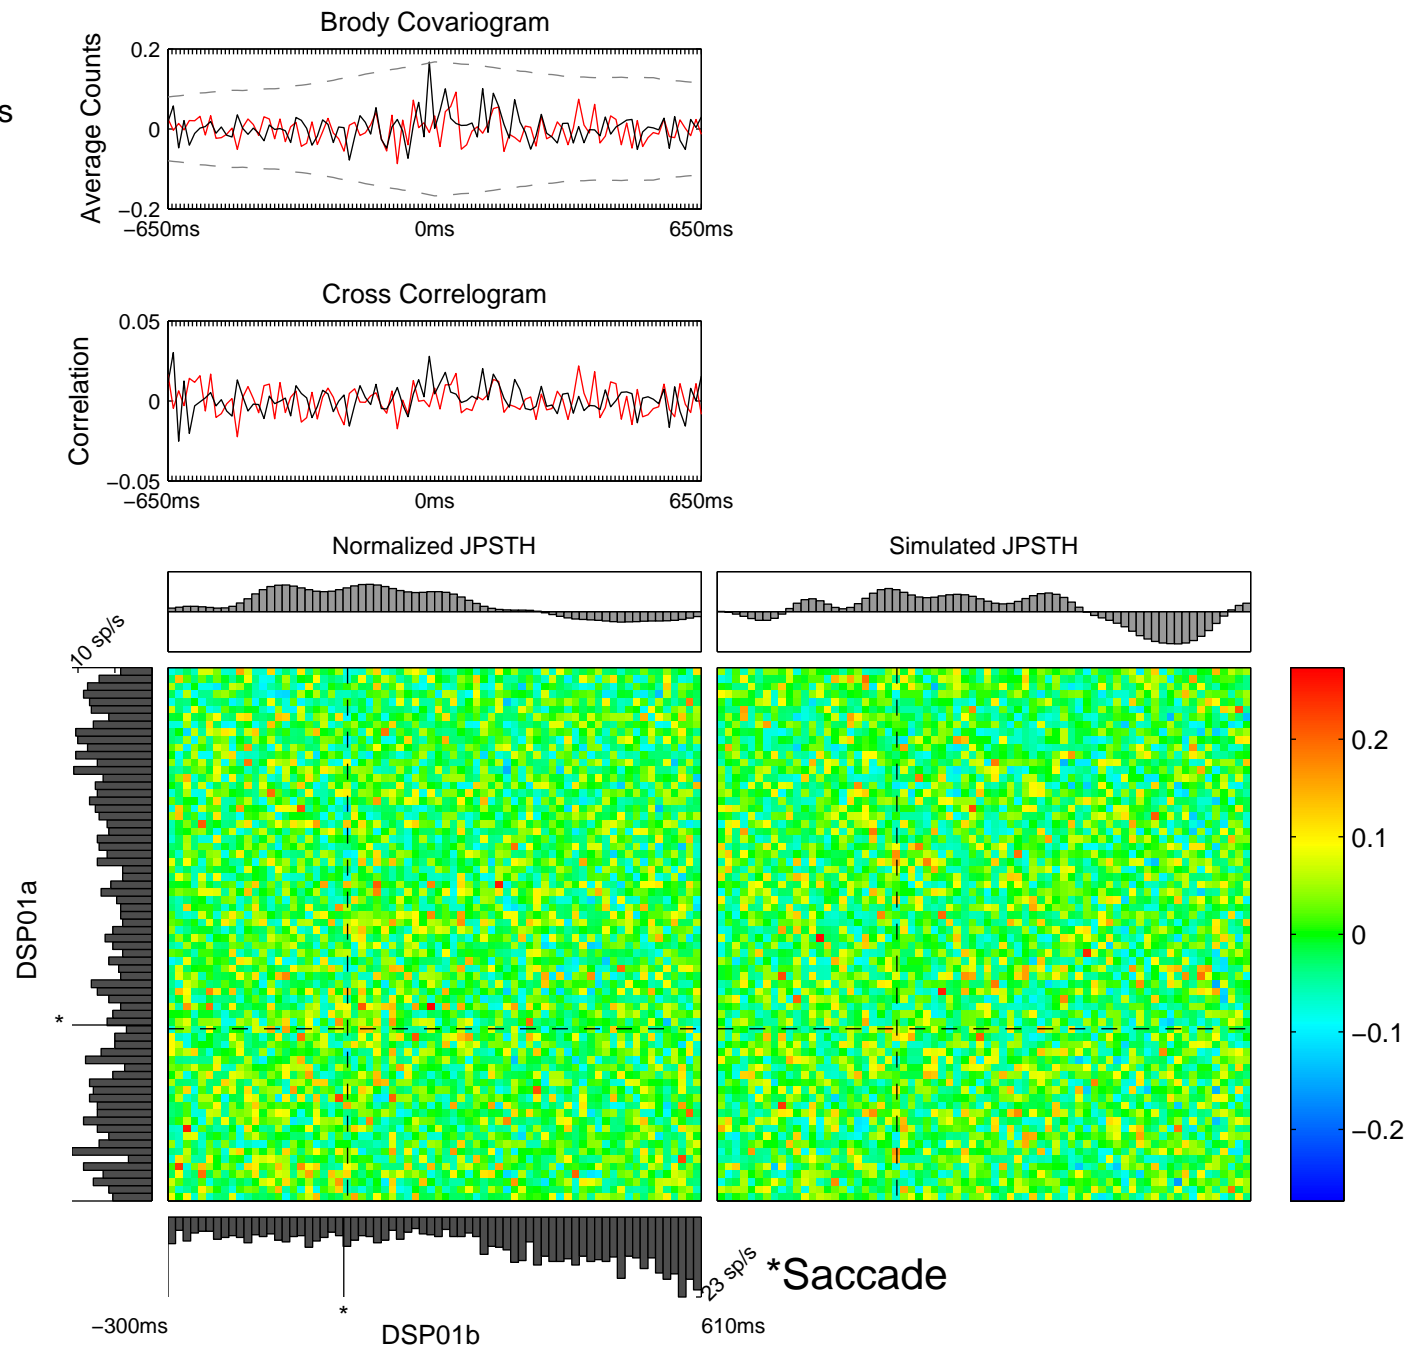 Brody Covariogram
s
Average Counts
0.2
0
−0.2
−650ms 0ms 650ms
Cross Correlogram
Correlation
0.05
0
−0.05
−650ms 0ms 650ms
Normalized JPSTH
Simulated JPSTH
10 sp/s
DSP01a
*
0.2
0.1
0
−0.1
−0.2
23 sp/s
*Saccade
*
−300ms DSP01b 610ms